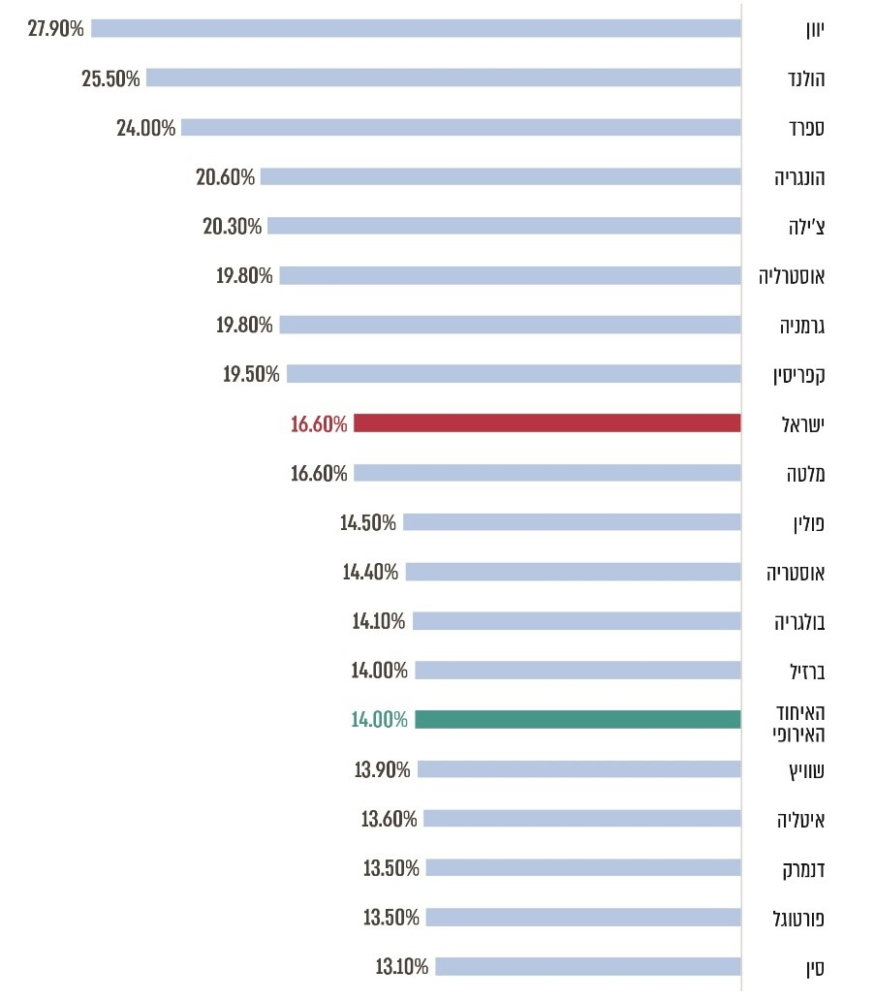 יוון 27.90%
הולנד 25.50%
ספרד 24.00%
הונגריה 20.60%
צ'ילה 20.30%
אוסטרליה 19.80%
גרמניה 19.80%
קפריסין 19.50%
ישראל 16.60%
מלטה 16.60%
פולין 14.50%
אוסטריה 14.40%
בולגריה 14.10%
ברזיל 14.00%
האיחוד
האירופי 14.00%
שוויץ 13.90%
איטליה 13.60%
דנמרק 13.50%
פורטוגל 13.50%
סין 13.10%